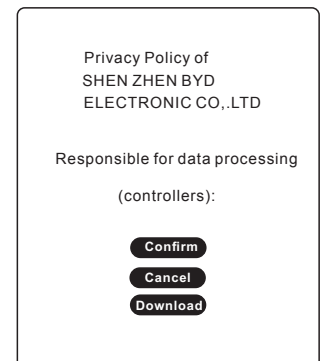 Privacy Policy of
SHEN ZHEN BYD
ELECTRONIC CO,.LTD
Responsible for data processing
(controllers):
Confirm
Cancel
Download